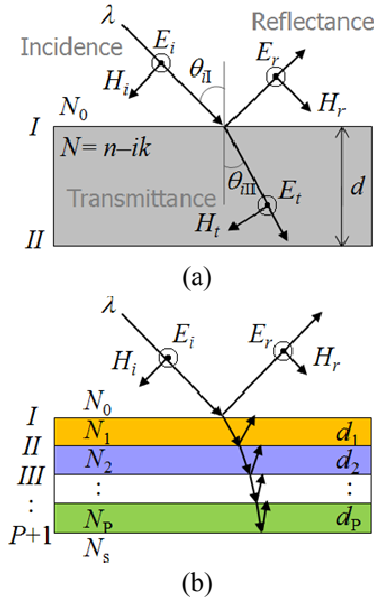 λ
Incidence
E_i
θ_iI
E_r
Reflectance
H_i
H_r
N_0
I
N = n–ik
Transmittance
θ_iII
d
E_t
H_t
II
(a)
λ
E_i
E_r
H_i
H_r
I
N_0
N_1
d_1
II
N_2
d_2
III
:
:
:
N_P
d_P
P+1
N_s
(b)